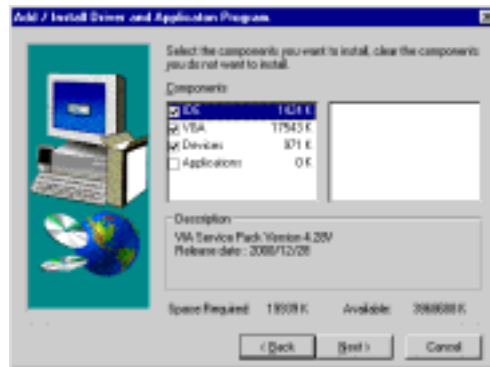 Add / Install Driver and Application Program
Select the components you want to install, clear the components
you do not want to install.
Components
IDE 1424 K
VGA 17543 K
Devices 971 K
Applications 0 K
Description
VIA Service Pack Version 4.28V
Release date : 2000/12/28
Space Required: 19939 K Available: K
< Back Next > Cancel